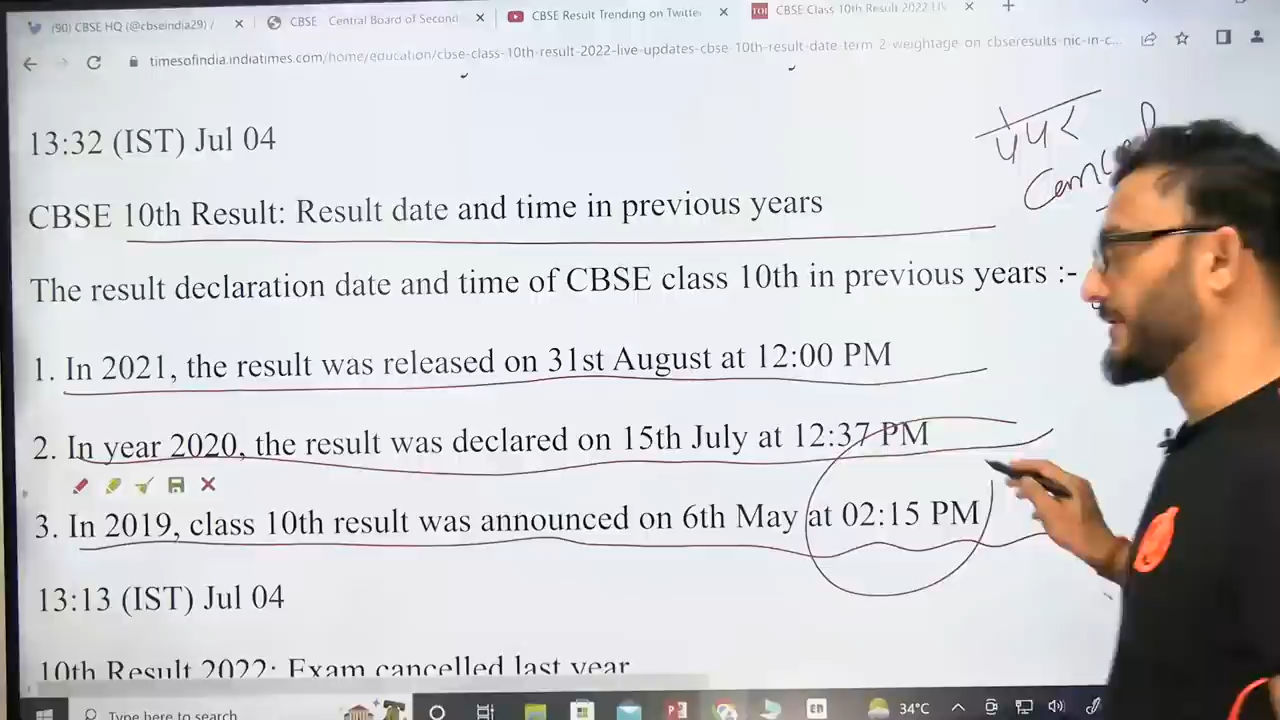 (90) CBSE HQ (@cbseindia29) /
CBSE Central Board of Second
CBSE Result Trending on Twitte
TOI CBSE Class 10th Result 2022 LIV
timesofindia.indiatimes.com/home/education/cbse-class-10th-result-2022-live-updates-cbse-10th-result-date-term-2-weightage-on-cbseresults-nic-in-c...
13:32 (IST) Jul 04
CBSE 10th Result: Result date and time in previous years
The result declaration date and time of CBSE class 10th in previous years :-
1. In 2021, the result was released on 31st August at 12:00 PM
2. In year 2020, the result was declared on 15th July at 12:37 PM
3. In 2019, class 10th result was announced on 6th May at 02:15 PM
13:13 (IST) Jul 04
10th Result 2022: Exam cancelled last year
Type here to search
34°C